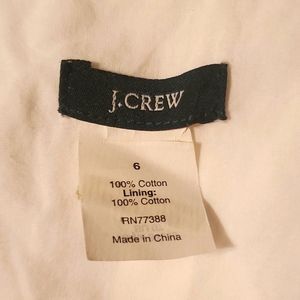 J.CREW
6
100% Cotton
Lining:
100% Cotton
RN77388
Made in China